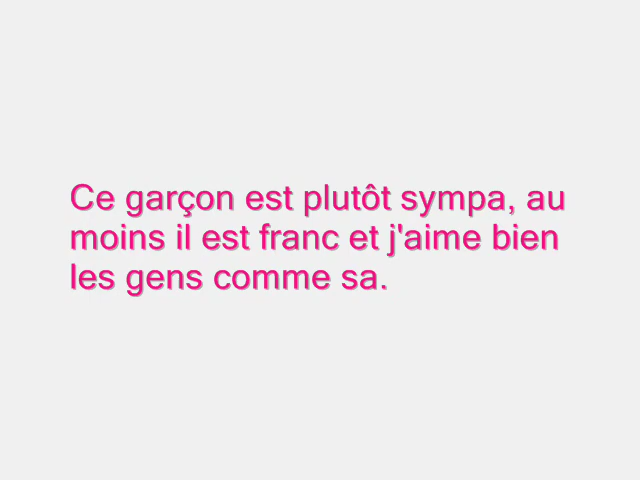 Ce garçon est plutôt sympa, au
moins il est franc et j'aime bien
les gens comme sa.